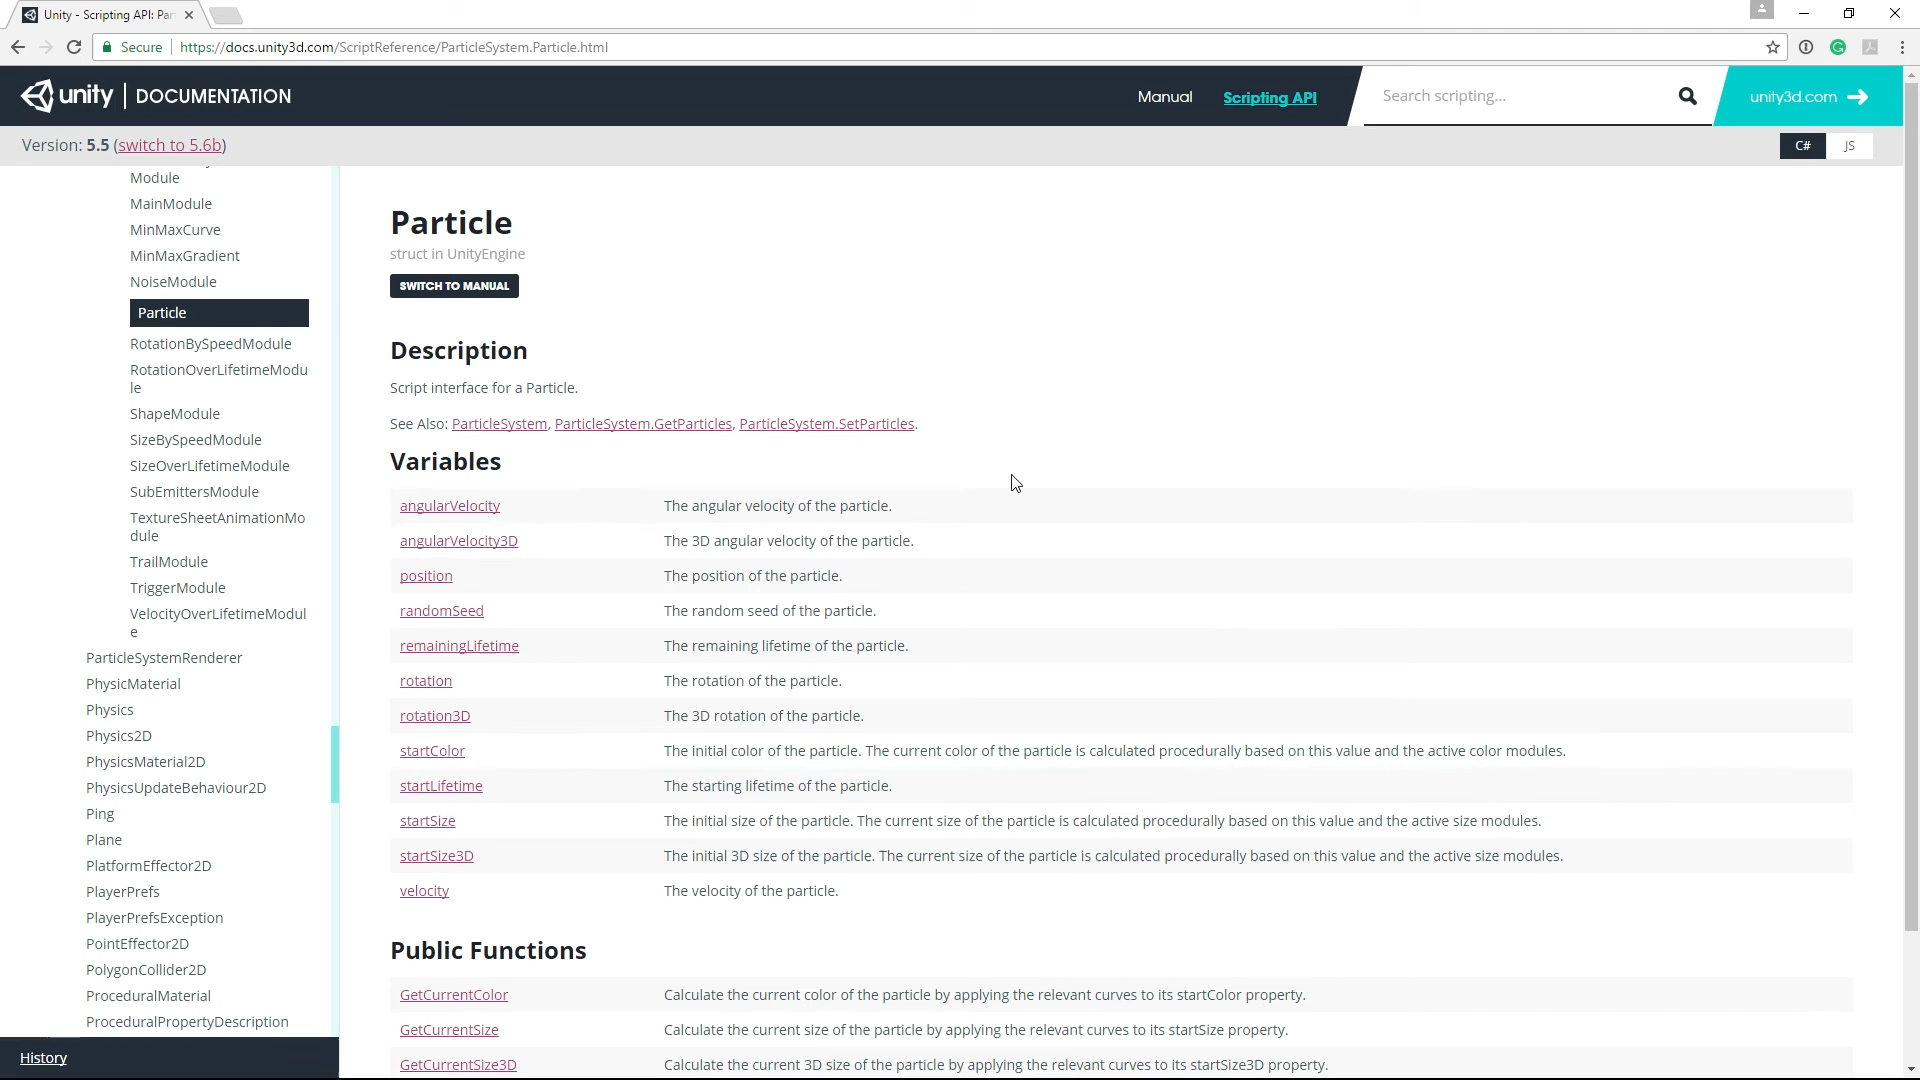 Unity - Scripting API: Par
Secure
https://docs.unity3d.com/ScriptReference/ParticleSystem.Particle.html
unity | DOCUMENTATION
Manual
Scripting API
Search scripting...
unity3d.com
Version: 5.5 (switch to 5.6b)
C#
JS
Module
MainModule
MinMaxCurve
MinMaxGradient
NoiseModule
Particle
RotationBySpeedModule
RotationOverLifetimeModu
le
ShapeModule
SizeBySpeedModule
SizeOverLifetimeModule
SubEmittersModule
TextureSheetAnimationMo
dule
TrailModule
TriggerModule
VelocityOverLifetimeModul
e
ParticleSystemRenderer
PhysicMaterial
Physics
Physics2D
PhysicsMaterial2D
PhysicsUpdateBehaviour2D
Ping
Plane
PlatformEffector2D
PlayerPrefs
PlayerPrefsException
PointEffector2D
PolygonCollider2D
ProceduralMaterial
ProceduralPropertyDescription
History
Particle
struct in UnityEngine
SWITCH TO MANUAL
Description
Script interface for a Particle.
See Also: ParticleSystem, ParticleSystem.GetParticles, ParticleSystem.SetParticles.
Variables
angularVelocity The angular velocity of the particle.
angularVelocity3D The 3D angular velocity of the particle.
position The position of the particle.
randomSeed The random seed of the particle.
remainingLifetime The remaining lifetime of the particle.
rotation The rotation of the particle.
rotation3D The 3D rotation of the particle.
startColor The initial color of the particle. The current color of the particle is calculated procedurally based on this value and the active color modules.
startLifetime The starting lifetime of the particle.
startSize The initial size of the particle. The current size of the particle is calculated procedurally based on this value and the active size modules.
startSize3D The initial 3D size of the particle. The current size of the particle is calculated procedurally based on this value and the active size modules.
velocity The velocity of the particle.
Public Functions
GetCurrentColor Calculate the current color of the particle by applying the relevant curves to its startColor property.
GetCurrentSize Calculate the current size of the particle by applying the relevant curves to its startSize property.
GetCurrentSize3D Calculate the current 3D size of the particle by applying the relevant curves to its startSize3D property.